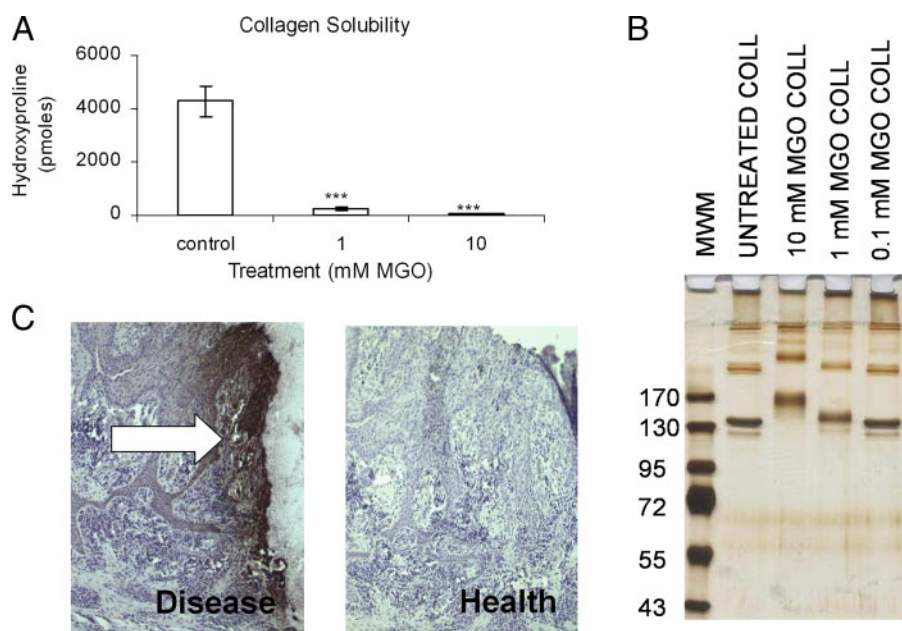 A
Collagen Solubility
Hydroxyproline
(pmoles)
6000
4000
2000
0
***
***
control
1
10
Treatment (mM MGO)
B
MWM
UNTREATED COLL
10 mM MGO COLL
1 mM MGO COLL
0.1 mM MGO COLL
170
130
95
72
55
43
C
Disease
Health